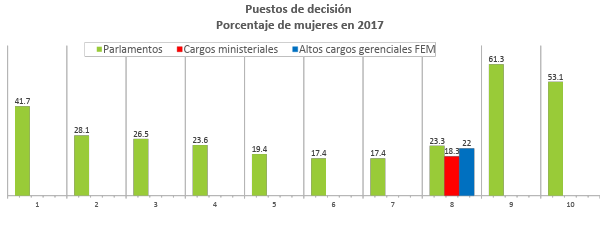 Puestos de decisión
Porcentaje de mujeres en 2017
Parlamentos Cargos ministeriales Altos cargos gerenciales FEM
41.7 28.1 26.5 23.6 19.4 17.4 17.4 23.3 18.3 22 61.3 53.1
1 2 3 4 5 6 7 8 9 10